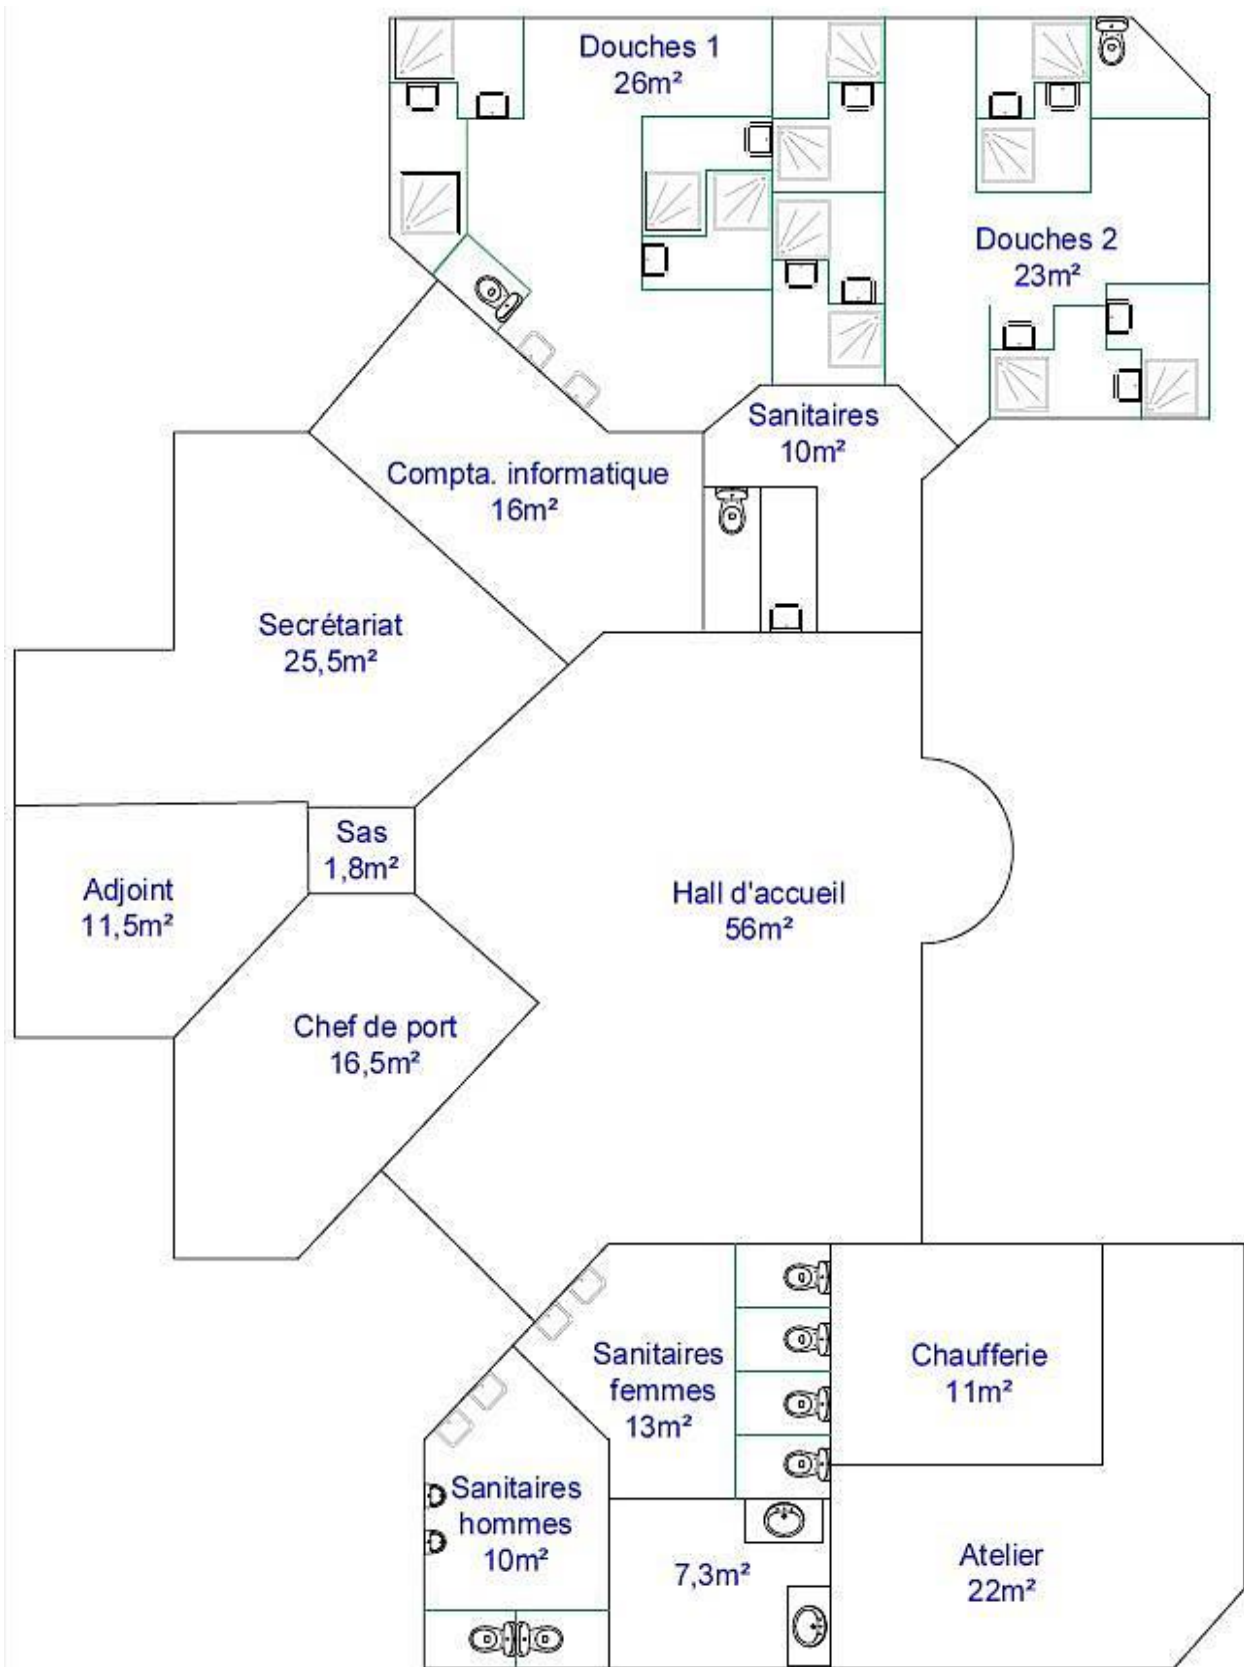 Douches 1
26m²
Douches 2
23m²
Sanitaires
10m²
Compta. informatique
16m²
Secrétariat
25,5m²
Sas
1,8m²
Adjoint
11,5m²
Hall d'accueil
56m²
Chef de port
16,5m²
Sanitaires
femmes
13m²
Chaufferie
11m²
Sanitaires
hommes
10m²
7,3m²
Atelier
22m²